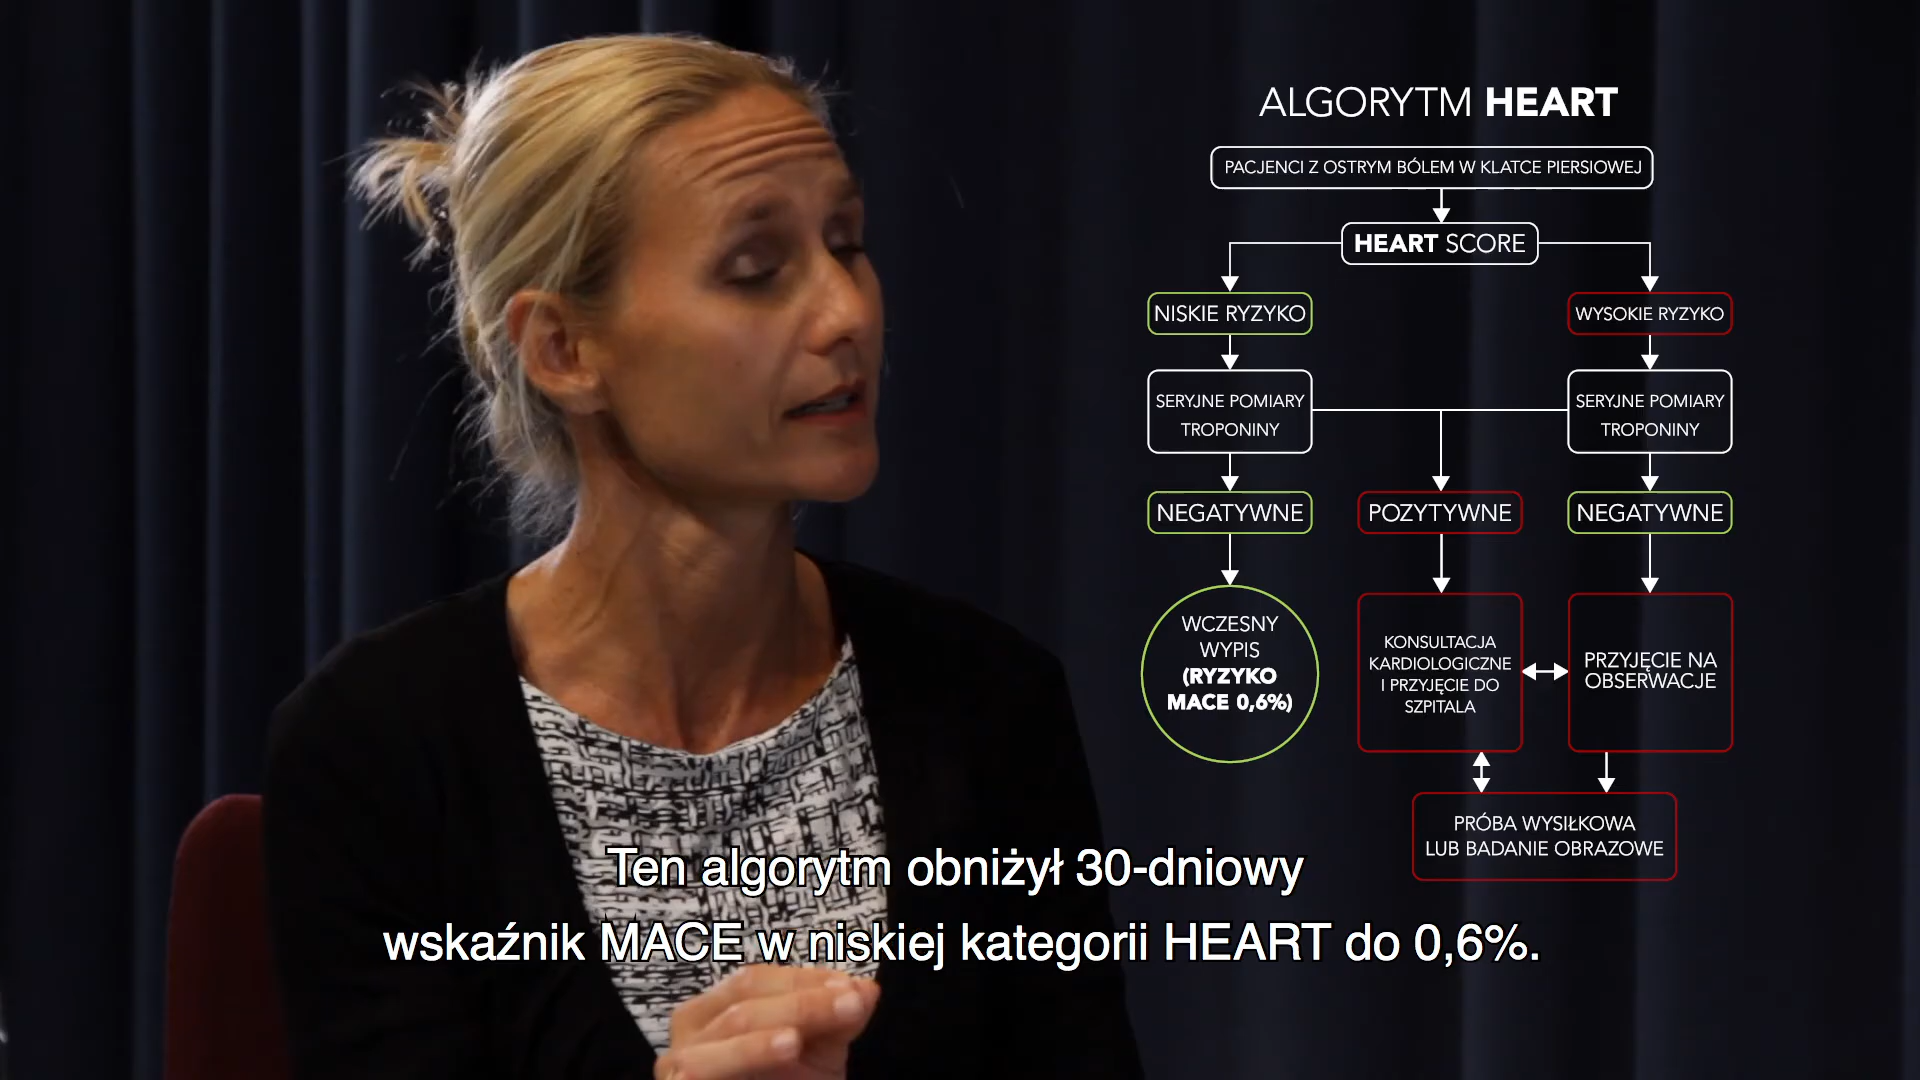 ALGORYTM HEART
PACJENCI Z OSTRYM BÓLEM W KLATCE PIERSIOWEJ
HEART SCORE
NISKIE RYZYKO
WYSOKIE RYZYKO
SERYJNE POMIARY
TROPONINY
SERYJNE POMIARY
TROPONINY
NEGATYWNE
POZYTYWNE
NEGATYWNE
WCZESNY
WYPIS
(RYZYKO
MACE 0,6%)
KONSULTACJA
KARDIOLOGICZNE
I PRZYJĘCIE DO
SZPITALA
PRZYJĘCIE NA
OBSERWACJE
PRÓBA WYSIŁKOWA
LUB BADANIE OBRAZOWE
Ten algorytm obniżył 30-dniowy
wskaźnik MACE w niskiej kategorii HEART do 0,6%.